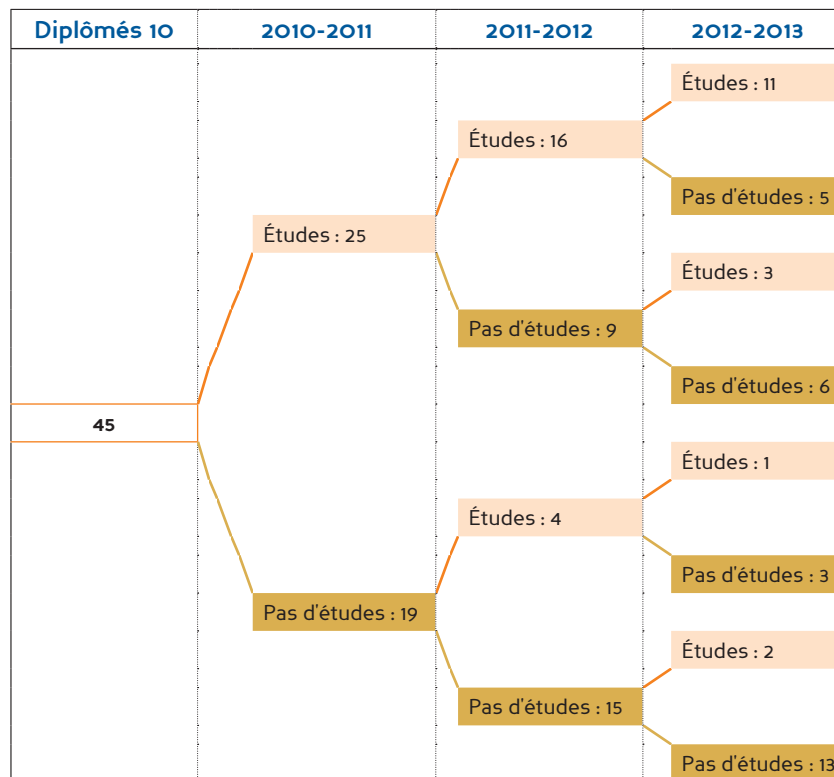 Diplômés 10 2010-2011 2011-2012 2012-2013
Études : 11
Études : 16
Pas d'études : 5
Études : 25
Études : 3
Pas d'études : 9
Pas d'études : 6
45
Études : 1
Études : 4
Pas d'études : 3
Pas d'études : 19
Études : 2
Pas d'études : 15
Pas d'études : 13